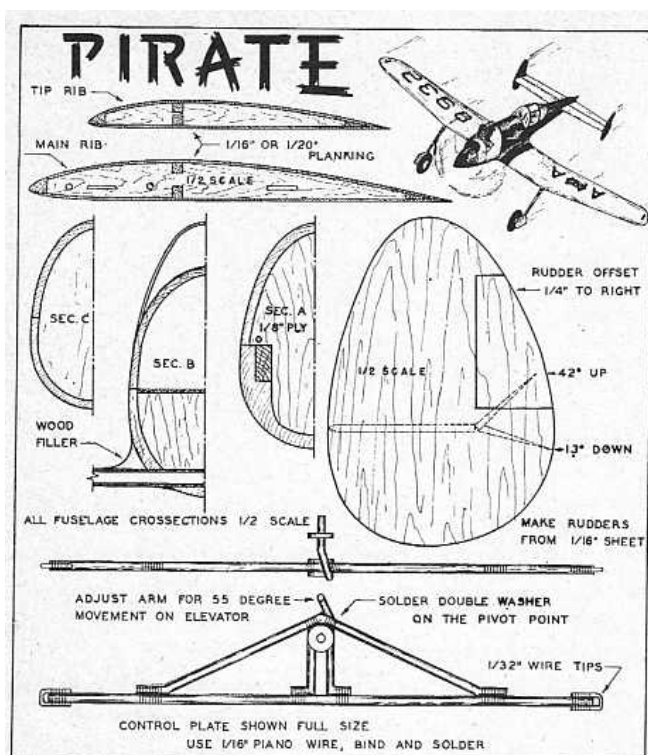 PIRATE
TIP RIB
1/16" OR 1/20"
PLANKING
MAIN RIB
1/2 SCALE
SEC. C
SEC. B
SEC. A
1/8" PLY
RUDDER OFFSET
1/4" TO RIGHT
1/2 SCALE
42° UP
13° DOWN
WOOD
FILLER
ALL FUSELAGE CROSSECTIONS 1/2 SCALE
MAKE RUDDERS
FROM 1/16" SHEET
ADJUST ARM FOR 55 DEGREE
MOVEMENT ON ELEVATOR
SOLDER DOUBLE WASHER
ON THE PIVOT POINT
1/32" WIRE TIPS
CONTROL PLATE SHOWN FULL SIZE
USE 1/16" PIANO WIRE, BIND AND SOLDER